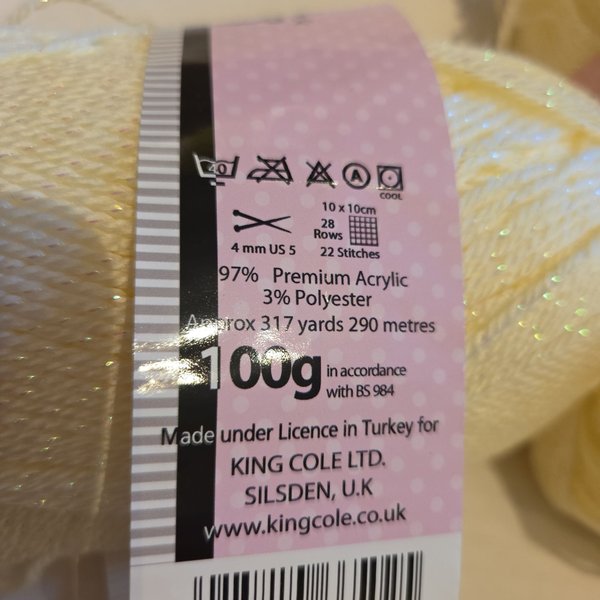 40
A
COOL
10 x 10cm
28
Rows
4 mm US 5
22 Stitches
97% Premium Acrylic
3% Polyester
Approx 317 yards 290 metres
100g in accordance
with BS 984
Made under Licence in Turkey for
KING COLE LTD.
SILSDEN, U.K
www.kingcole.co.uk